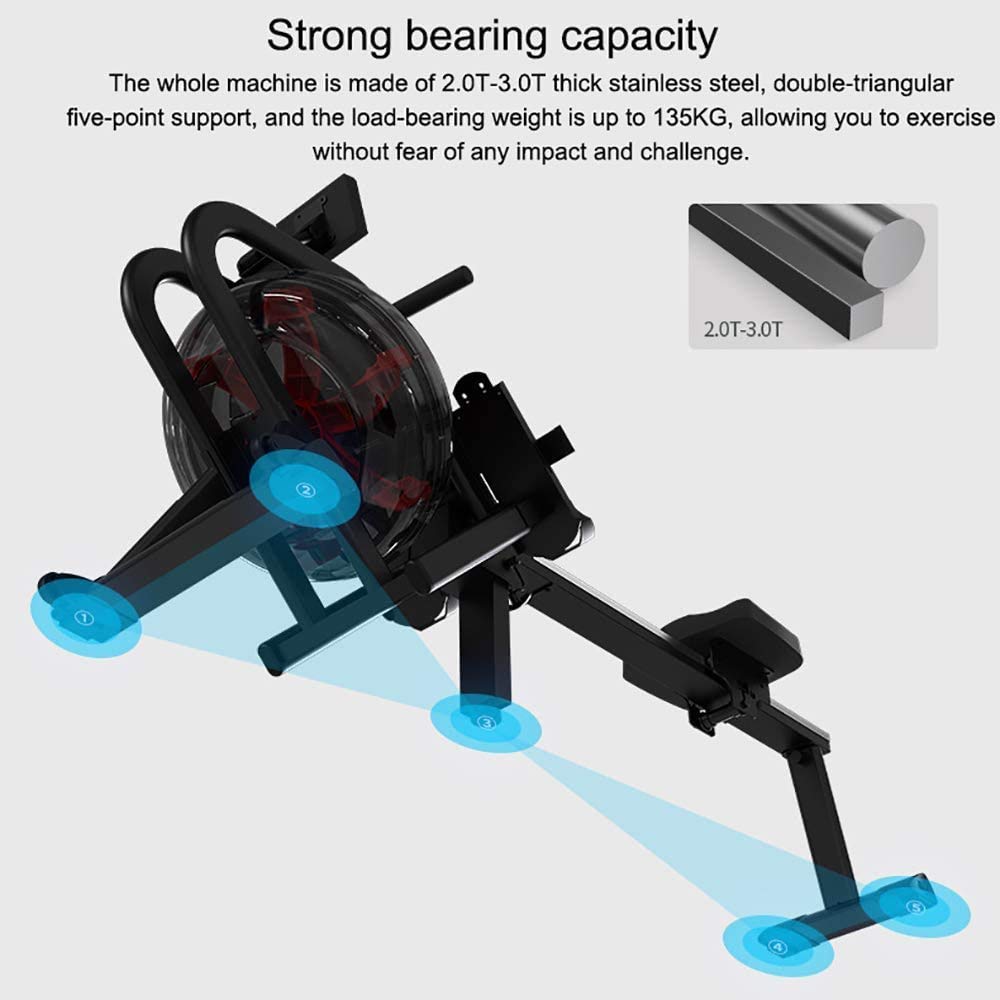 Strong bearing capacity
The whole machine is made of 2.0T-3.0T thick stainless steel, double-triangular
five-point support, and the load-bearing weight is up to 135KG, allowing you to exercise
without fear of any impact and challenge.
2.0T-3.0T
2
1
3
5
4